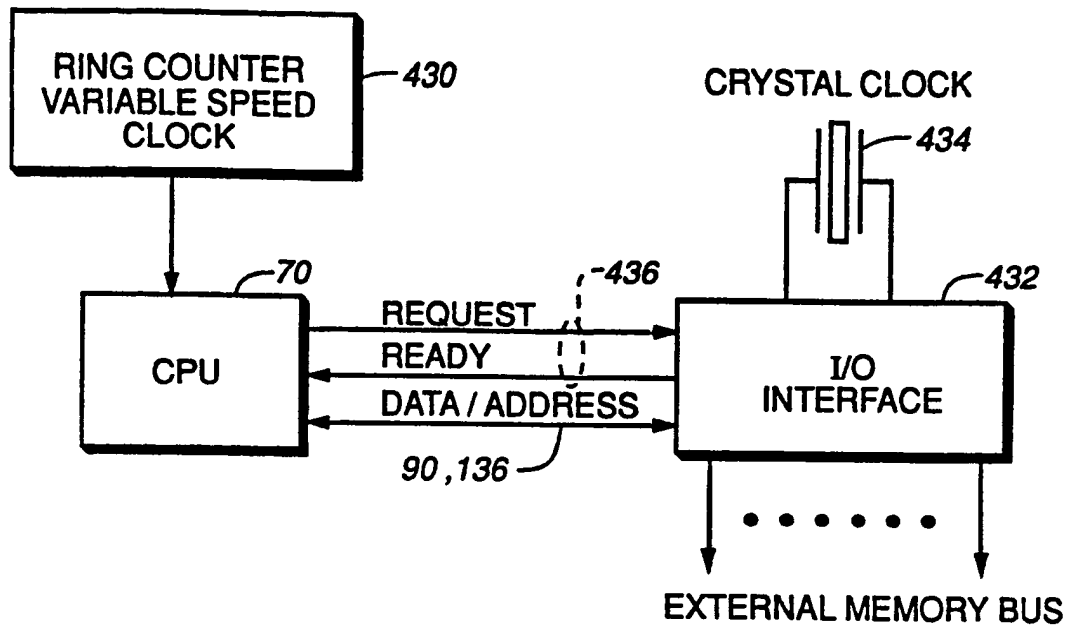 RING COUNTER
VARIABLE SPEED
CLOCK
430
CRYSTAL CLOCK
434
70
436
432
REQUEST
CPU
READY
I/O
INTERFACE
DATA / ADDRESS
90 ,136
EXTERNAL MEMORY BUS